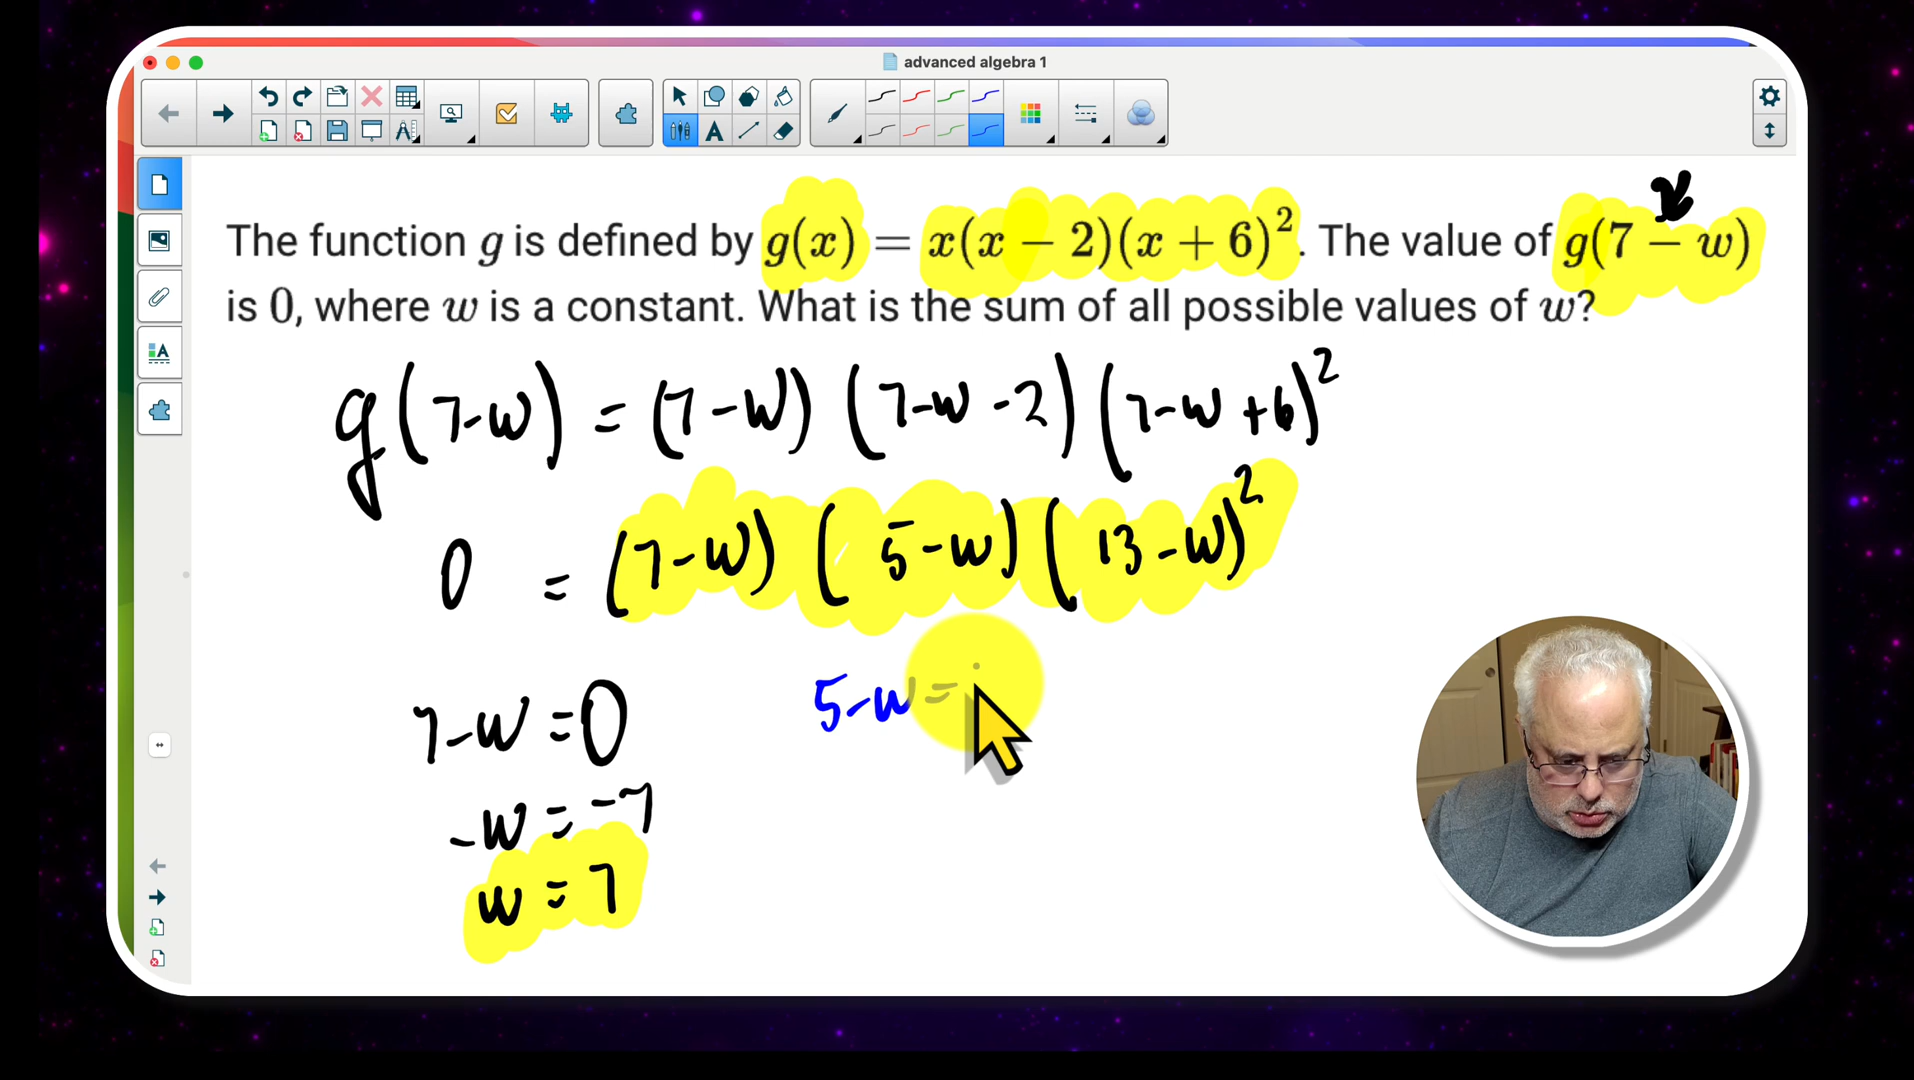 advanced algebra 1
The function g is defined by g(x) = x(x − 2)(x + 6)². The value of g(7 − w)
is 0, where w is a constant. What is the sum of all possible values of w?
x
g(7-w) = (7-w) (7-w-2) (7-w+6)²
0 = (7-w) (5-w) (13-w)²
7-w=0
5-w=
-w = -7
w = 7